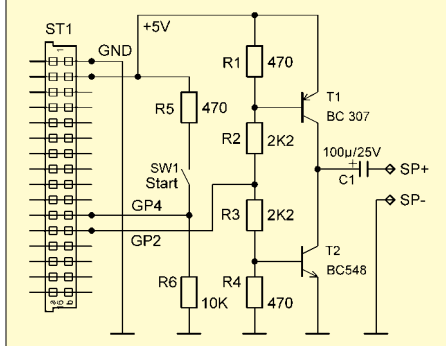 ST1
+5V
1
GND
R1
470
T1
BC 307
R5
470
R2
2K2
100µ/25V
+
C1
SP+
SW1
Start
GP4
R3
2K2
SP-
GP2
T2
BC548
R6
10K
R4
470
a
16
b